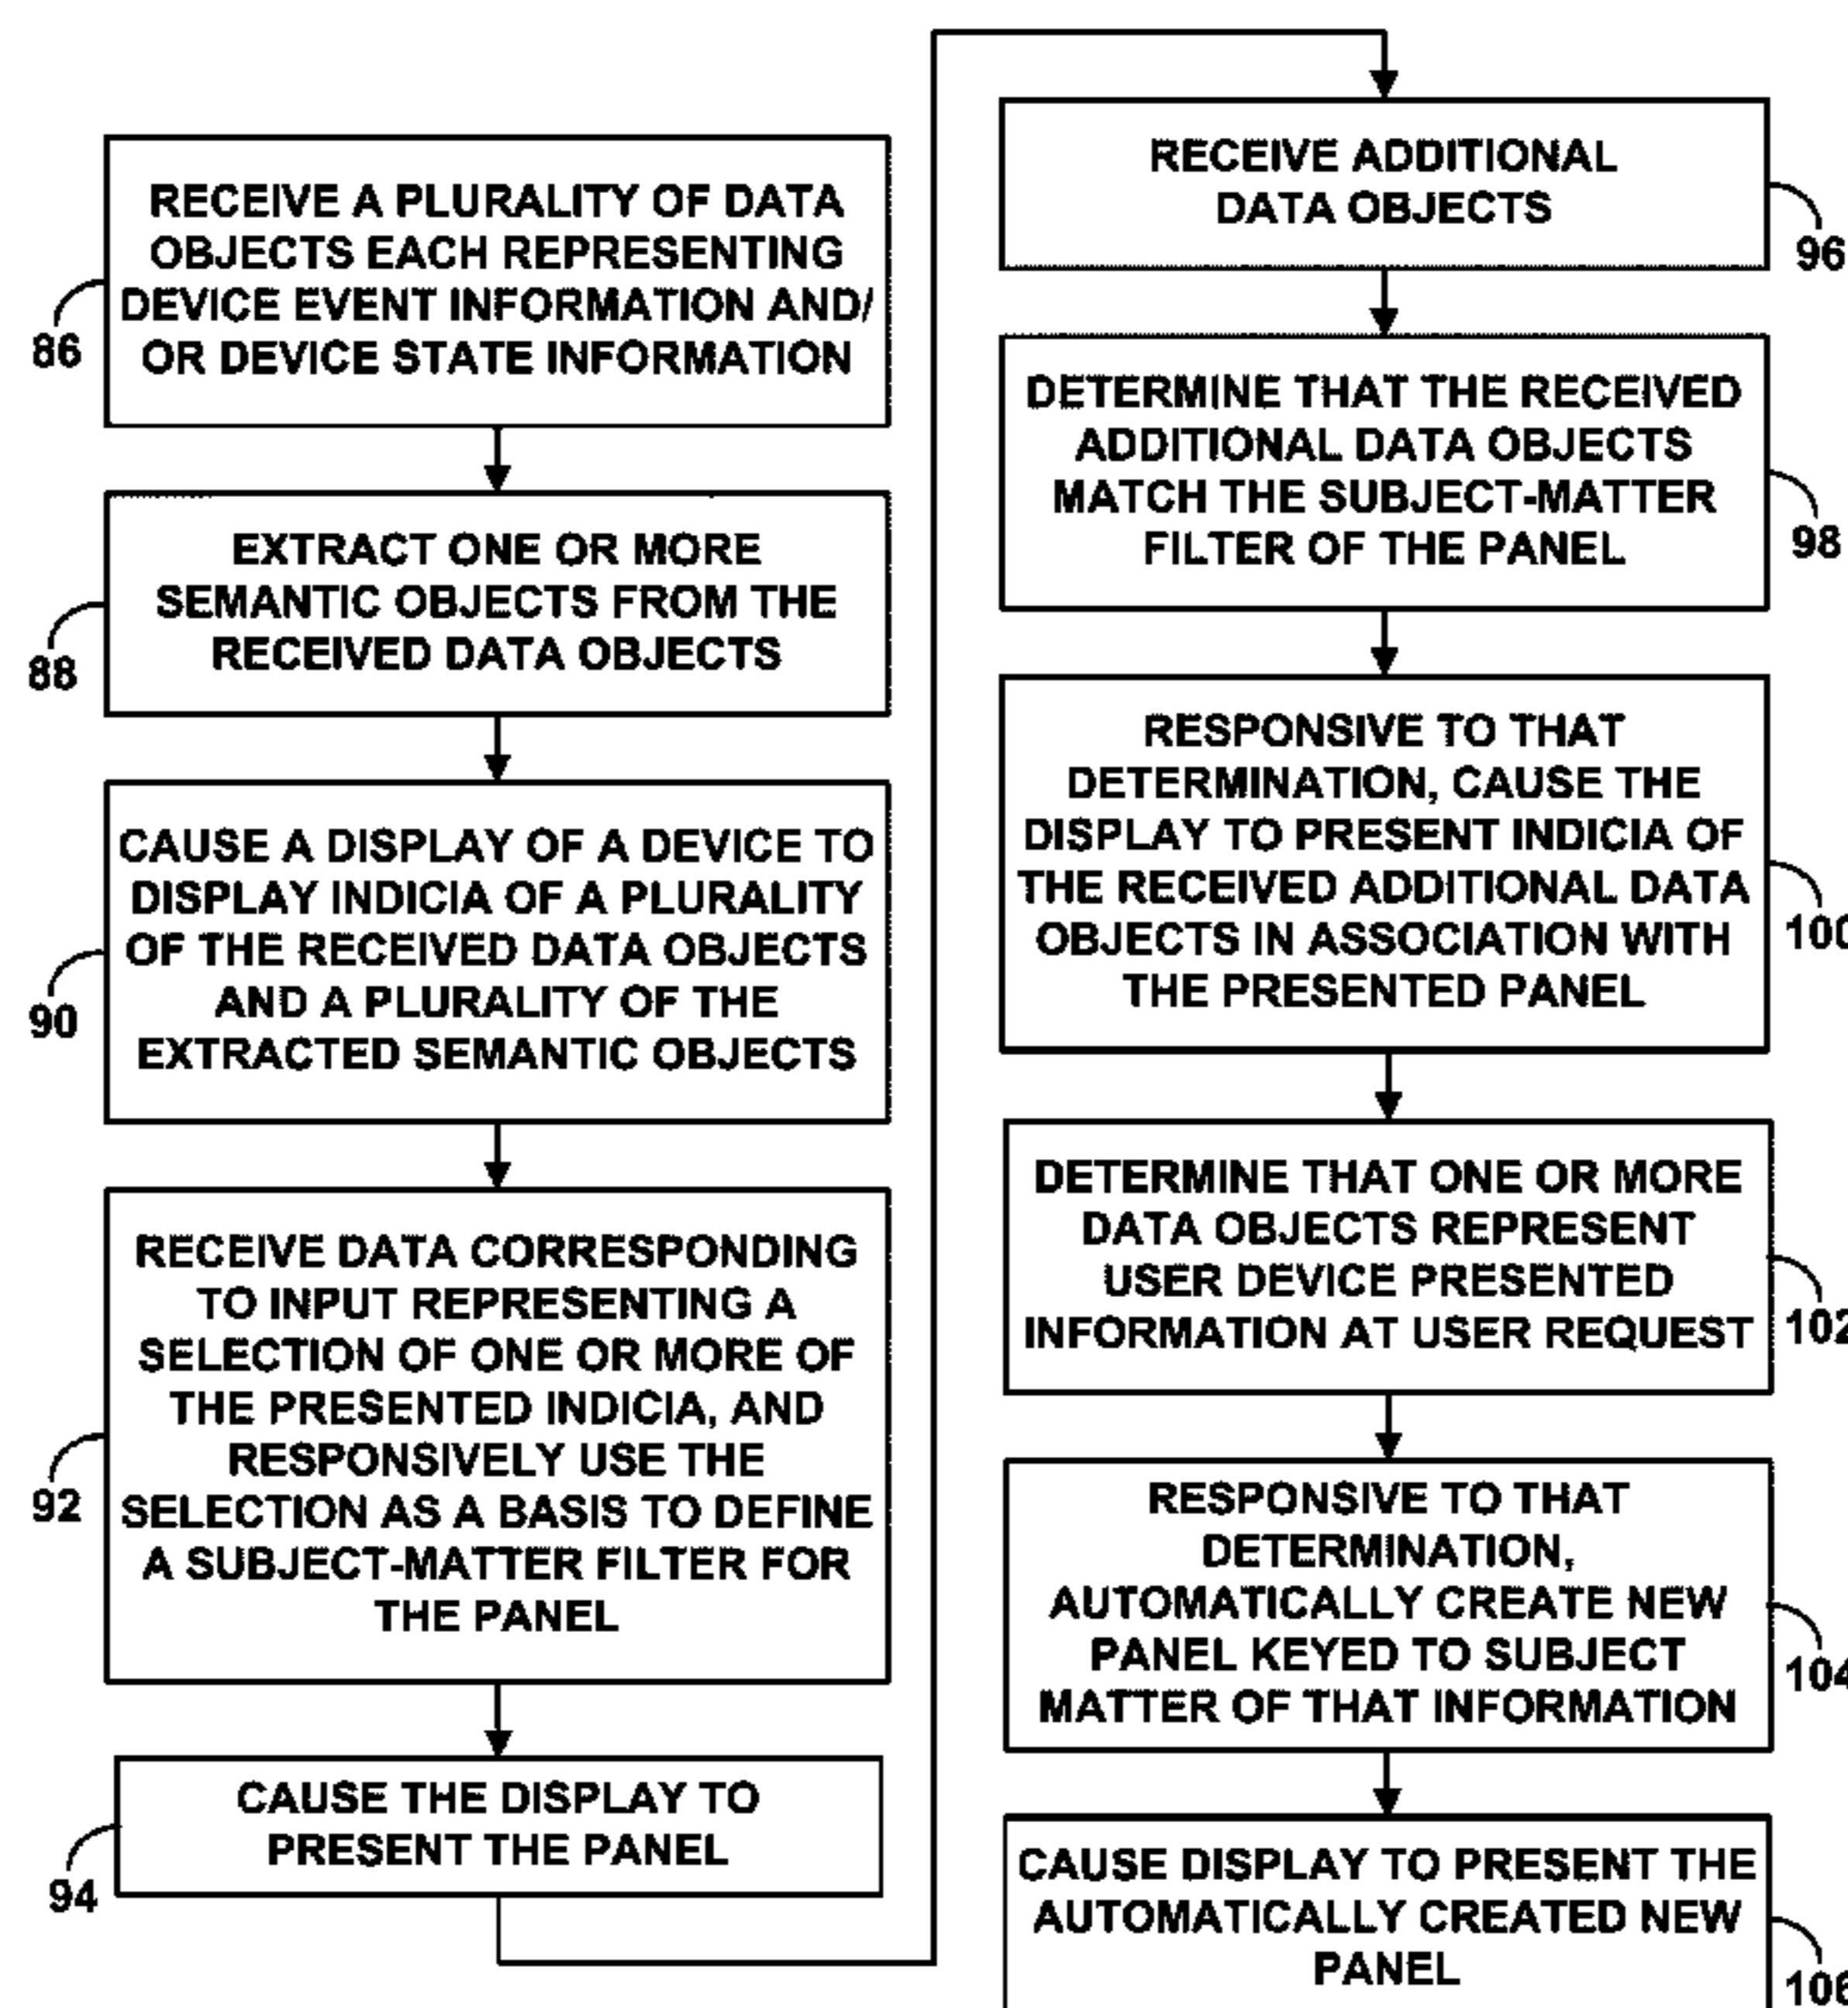 RECEIVE A PLURALITY OF DATA
OBJECTS EACH REPRESENTING
DEVICE EVENT INFORMATION AND/
OR DEVICE STATE INFORMATION
86
EXTRACT ONE OR MORE
SEMANTIC OBJECTS FROM THE
RECEIVED DATA OBJECTS
88
CAUSE A DISPLAY OF A DEVICE TO
DISPLAY INDICIA OF A PLURALITY
OF THE RECEIVED DATA OBJECTS
AND A PLURALITY OF THE
EXTRACTED SEMANTIC OBJECTS
90
RECEIVE DATA CORRESPONDING
TO INPUT REPRESENTING A
SELECTION OF ONE OR MORE OF
THE PRESENTED INDICIA, AND
RESPONSIVELY USE THE
SELECTION AS A BASIS TO DEFINE
A SUBJECT-MATTER FILTER FOR
THE PANEL
92
CAUSE THE DISPLAY TO
PRESENT THE PANEL
94
RECEIVE ADDITIONAL
DATA OBJECTS
96
DETERMINE THAT THE RECEIVED
ADDITIONAL DATA OBJECTS
MATCH THE SUBJECT-MATTER
FILTER OF THE PANEL
98
RESPONSIVE TO THAT
DETERMINATION, CAUSE THE
DISPLAY TO PRESENT INDICIA OF
THE RECEIVED ADDITIONAL DATA
OBJECTS IN ASSOCIATION WITH
THE PRESENTED PANEL
100
DETERMINE THAT ONE OR MORE
DATA OBJECTS REPRESENT
USER DEVICE PRESENTED
INFORMATION AT USER REQUEST
102
RESPONSIVE TO THAT
DETERMINATION,
AUTOMATICALLY CREATE NEW
PANEL KEYED TO SUBJECT
MATTER OF THAT INFORMATION
104
CAUSE DISPLAY TO PRESENT THE
AUTOMATICALLY CREATED NEW
PANEL
106